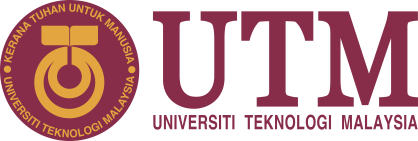 • KERANA TUHAN UNTUK MANUSIA •
UNIVERSITI TEKNOLOGI MALAYSIA
UTM
UNIVERSITI TEKNOLOGI MALAYSIA